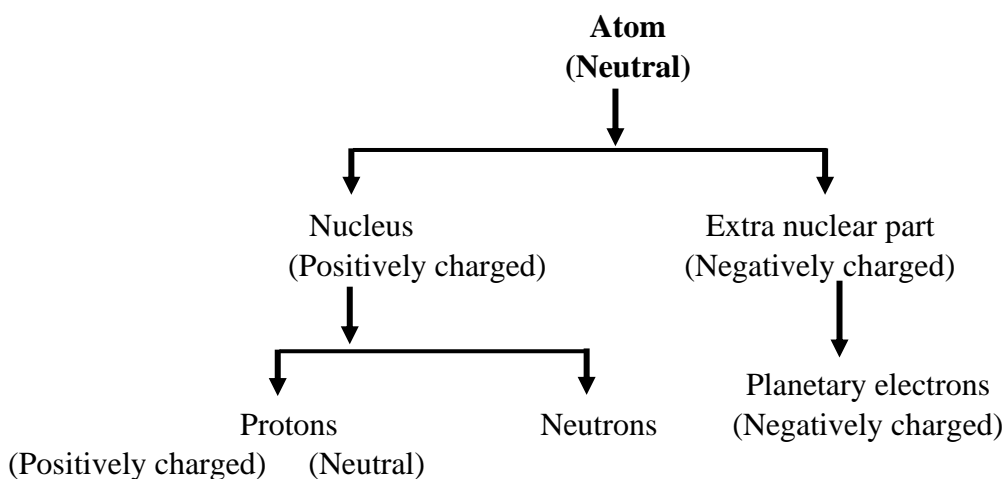 Atom
(Neutral)
Nucleus
(Positively charged)
Extra nuclear part
(Negatively charged)
Protons
(Positively charged)
(Neutral)
Neutrons
Planetary electrons
(Negatively charged)